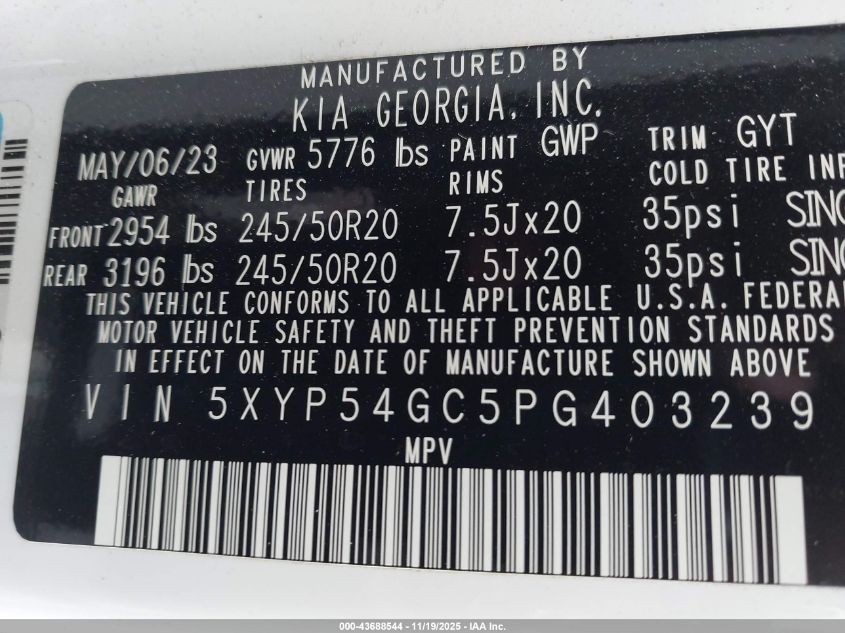 MANUFACTURED BY
KIA GEORGIA, INC.
MAY/06/23 GVWR 5776 lbs PAINT GWP TRIM GYT
GAWR TIRES RIMS COLD TIRE INF
FRONT 2954 lbs 245/50R20 7.5Jx20 35psi SING
REAR 3196 lbs 245/50R20 7.5Jx20 35psi SING
THIS VEHICLE CONFORMS TO ALL APPLICABLE U.S.A. FEDERAL
MOTOR VEHICLE SAFETY AND THEFT PREVENTION STANDARDS
IN EFFECT ON THE DATE OF MANUFACTURE SHOWN ABOVE
VIN 5XYP54GC5PG403239
MPV
000-43688544 — 11/19/2025 — IAA Inc.